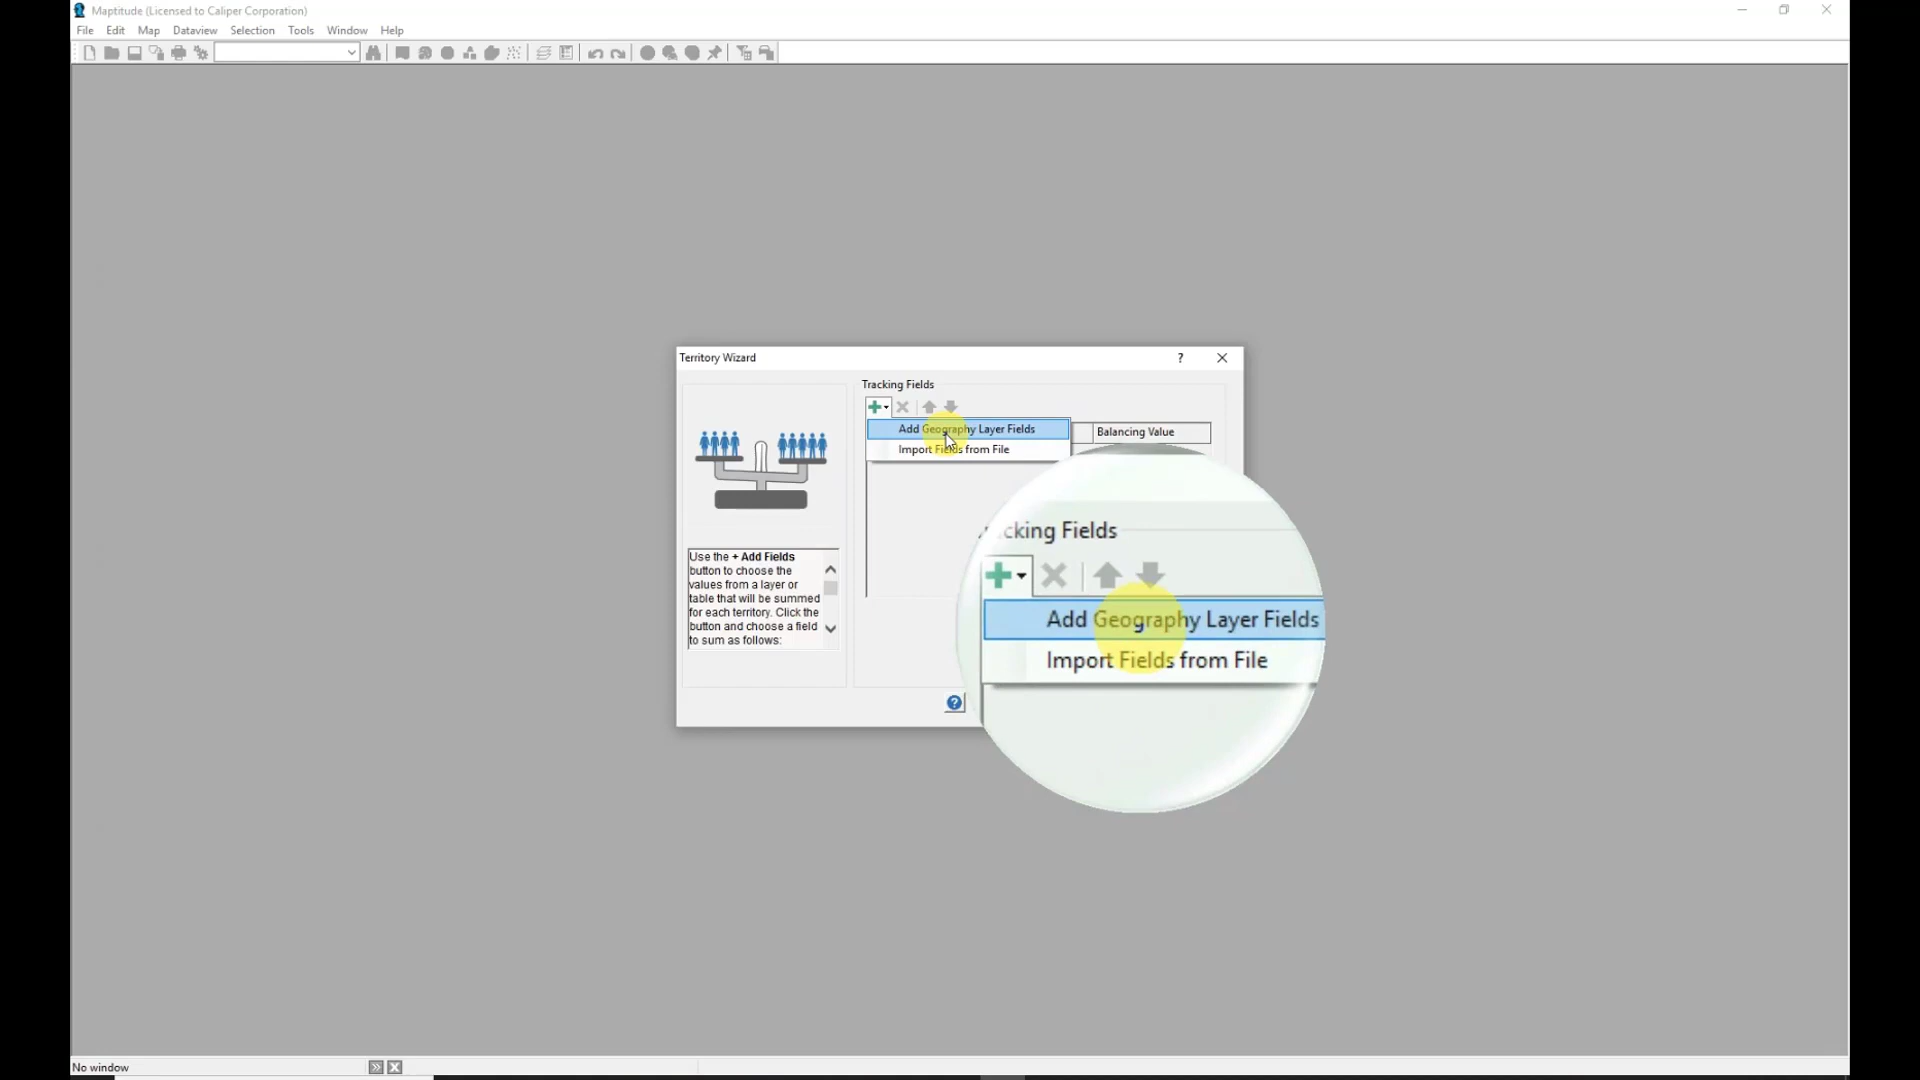 Maptitude (Licensed to Caliper Corporation)
File Edit Map Dataview Selection Tools Window Help
Territory Wizard
?
Tracking Fields
Add Geography Layer Fields
Import Fields from File
Balancing Value
Use the + Add Fields
button to choose the
values from a layer or
table that will be summed
for each territory. Click the
button and choose a field
to sum as follows:
cking Fields
Add Geography Layer Fields
Import Fields from File
?
No window